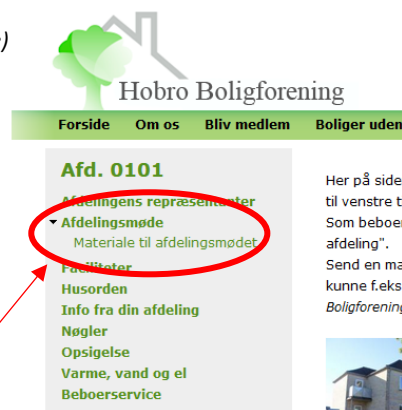 )
Hobro Boligforening
Forside Om os Bliv medlem Boliger uden
Afd. 0101
Afdelingens repræsentanter
Afdelingsmøde
Materiale til afdelingsmødet
Faciliteter
Husorden
Info fra din afdeling
Nøgler
Opsigelse
Varme, vand og el
Beboerservice
Her på side
til venstre t
Som beboer
afdeling".
Send en ma
kunne f.eks
Boligforening